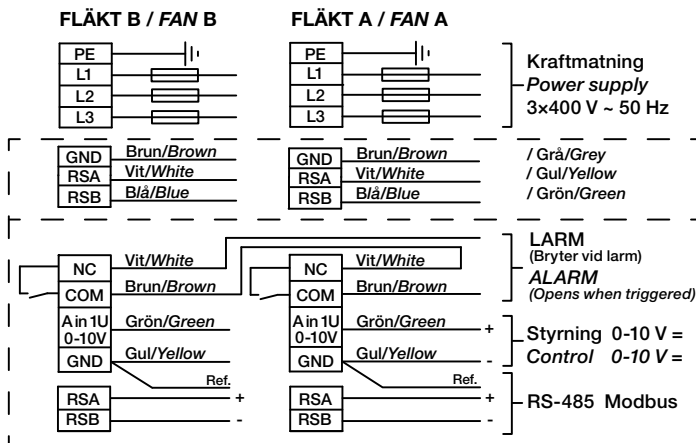 FLÄKT B / FAN B
FLÄKT A / FAN A
PE
L1
L2
L3
PE
L1
L2
L3
Kraftmatning
Power supply
3×400 V ~ 50 Hz
GND Brun/Brown
RSA Vit/White
RSB Blå/Blue
GND Brun/Brown
RSA Vit/White
RSB Blå/Blue
/ Grå/Grey
/ Gul/Yellow
/ Grön/Green
NC Vit/White
COM Brun/Brown
A in 1U
0-10V
Grön/Green
GND Gul/Yellow
Ref.
RSA +
RSB -
NC Vit/White
COM Brun/Brown
A in 1U
0-10V
Grön/Green +
GND Gul/Yellow -
Ref.
RSA +
RSB -
LARM
(Bryter vid larm)
ALARM
(Opens when triggered)
Styrning 0-10 V =
Control 0-10 V =
RS-485 Modbus